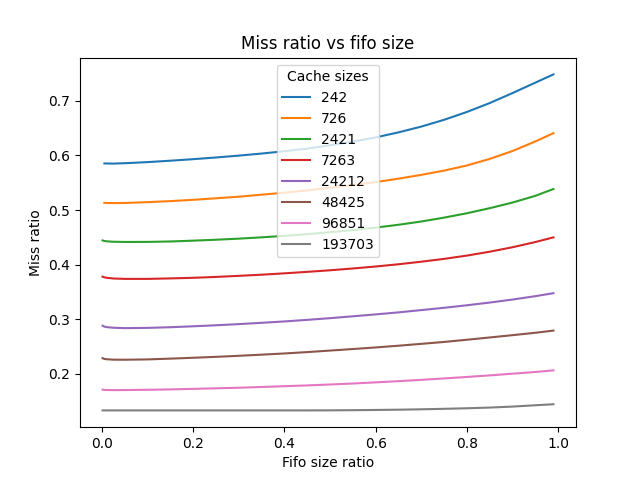 Miss ratio vs fifo size
Cache sizes
242
726
2421
7263
24212
48425
96851
193703
0.7
0.6
0.5
0.4
0.3
0.2
Miss ratio
0.0 0.2 0.4 0.6 0.8 1.0
Fifo size ratio